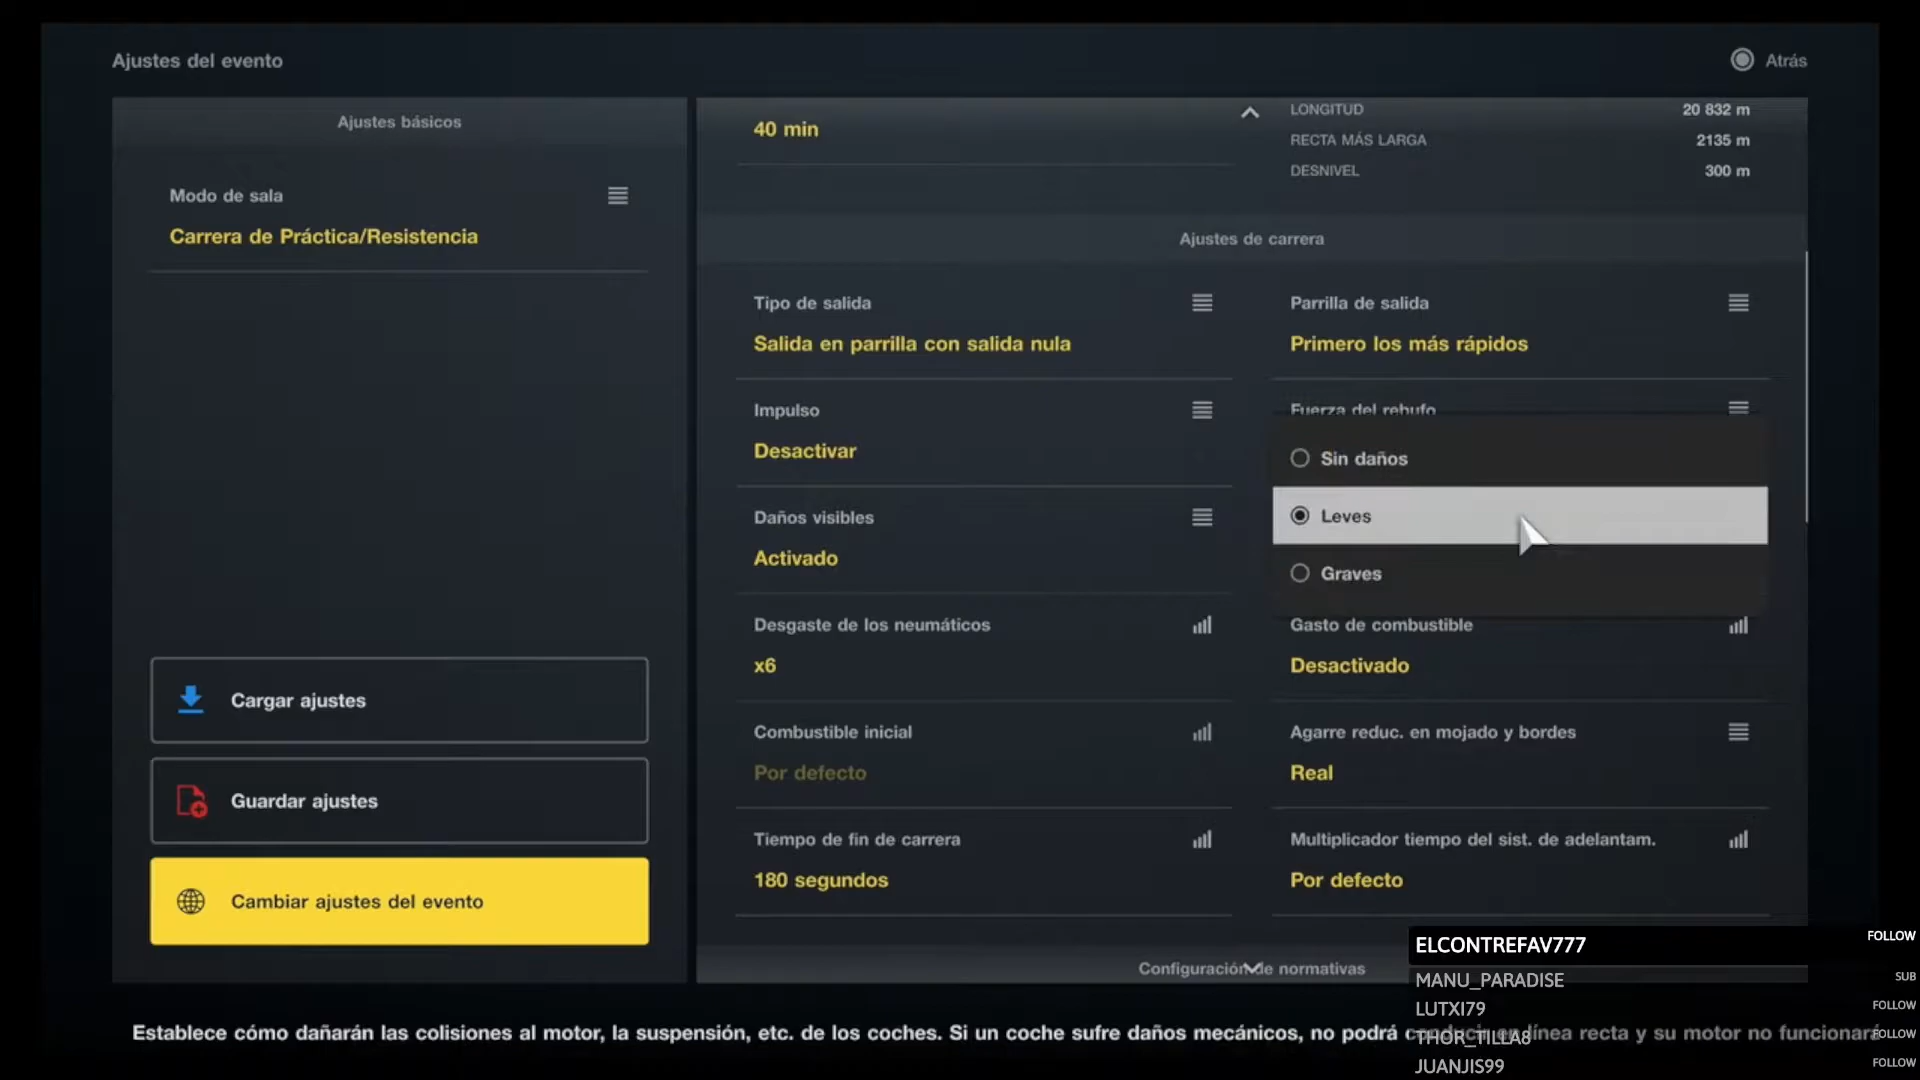 Ajustes del evento
Atrás
Ajustes básicos
Modo de sala
Carrera de Práctica/Resistencia
Cargar ajustes
Guardar ajustes
Cambiar ajustes del evento
40 min
LONGITUD 20 832 m
RECTA MÁS LARGA 2135 m
DESNIVEL 300 m
Ajustes de carrera
Tipo de salida
Salida en parrilla con salida nula
Parrilla de salida
Primero los más rápidos
Impulso
Desactivar
Fuerza del rebufo
Sin daños
Leves
Graves
Daños visibles
Activado
Desgaste de los neumáticos
x6
Gasto de combustible
Desactivado
Combustible inicial
Por defecto
Agarre reduc. en mojado y bordes
Real
Tiempo de fin de carrera
180 segundos
Multiplicador tiempo del sist. de adelantam.
Por defecto
Configuración de normativas
Establece cómo dañarán las colisiones al motor, la suspensión, etc. de los coches. Si un coche sufre daños mecánicos, no podrá conducir en línea recta y su motor no funcionará
ELCONTREFAV777 FOLLOW
MANU_PARADISE SUB
LUTXI79 FOLLOW
THOR_TILLA8 FOLLOW
JUANJIS99 FOLLOW